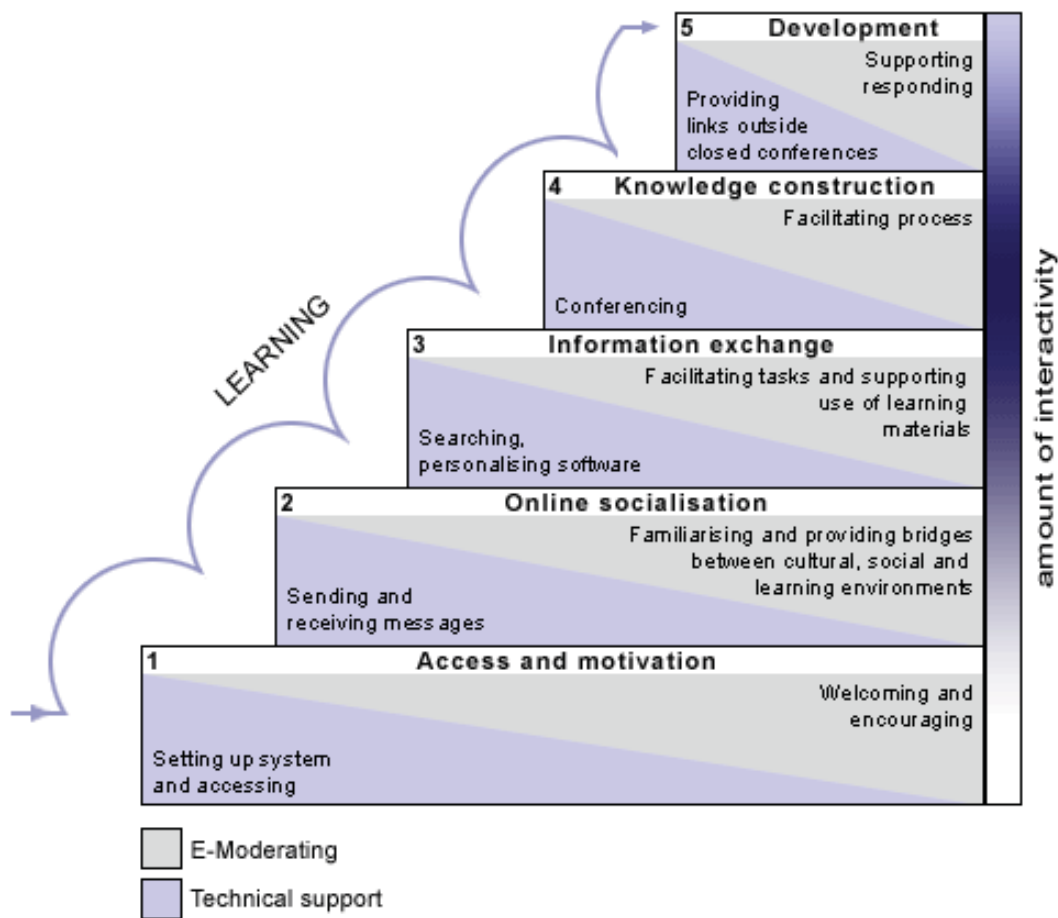 5 Development
Supporting
responding
Providing
links outside
closed conferences
4 Knowledge construction
Facilitating process
Conferencing
LEARNING
3 Information exchange
Facilitating tasks and supporting
use of learning
materials
Searching,
personalising software
2 Online socialisation
Familiarising and providing bridges
between cultural, social and
learning environments
Sending and
receiving messages
1 Access and motivation
Welcoming and
encouraging
Setting up system
and accessing
amount of interactivity
E-Moderating
Technical support